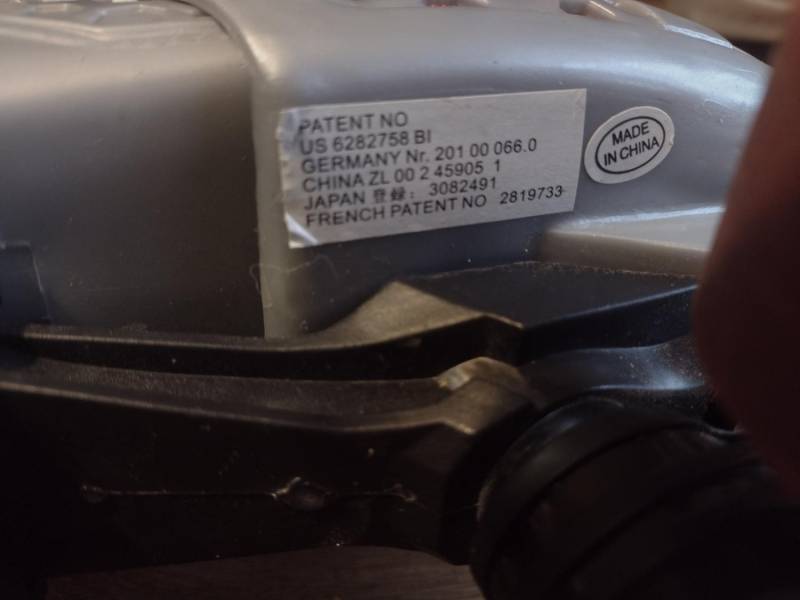 PATENT NO
US 6282758 BI
GERMANY Nr. 201 00 066.0
CHINA ZL 00 2 45905 1
JAPAN 登録: 3082491
FRENCH PATENT NO 2819733
MADE
IN CHINA